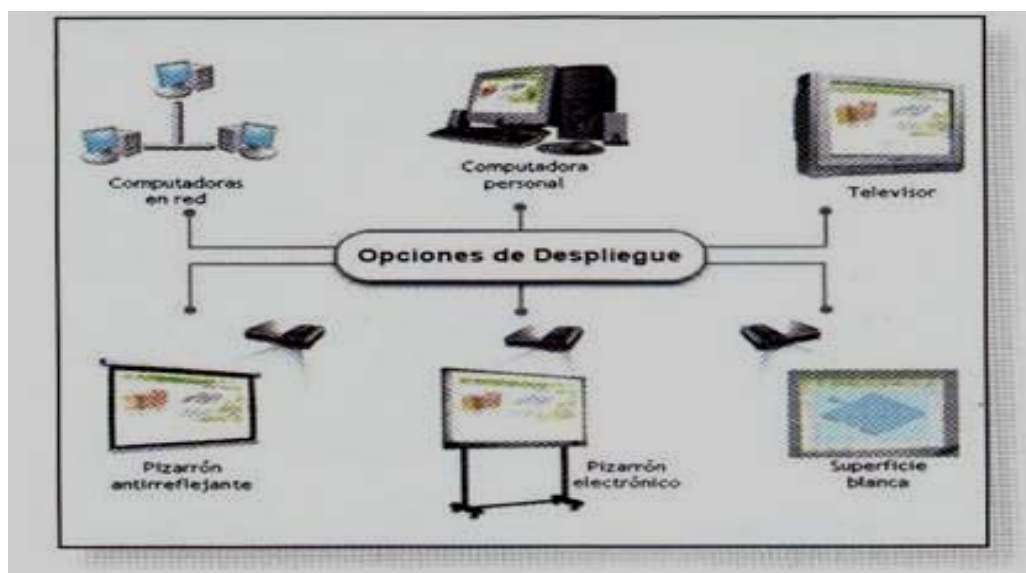 Computadoras
en red
Computadora
personal
Televisor
Opciones de Despliegue
Pizarrón
antirreflejante
Pizarrón
electrónico
Superficie
blanca